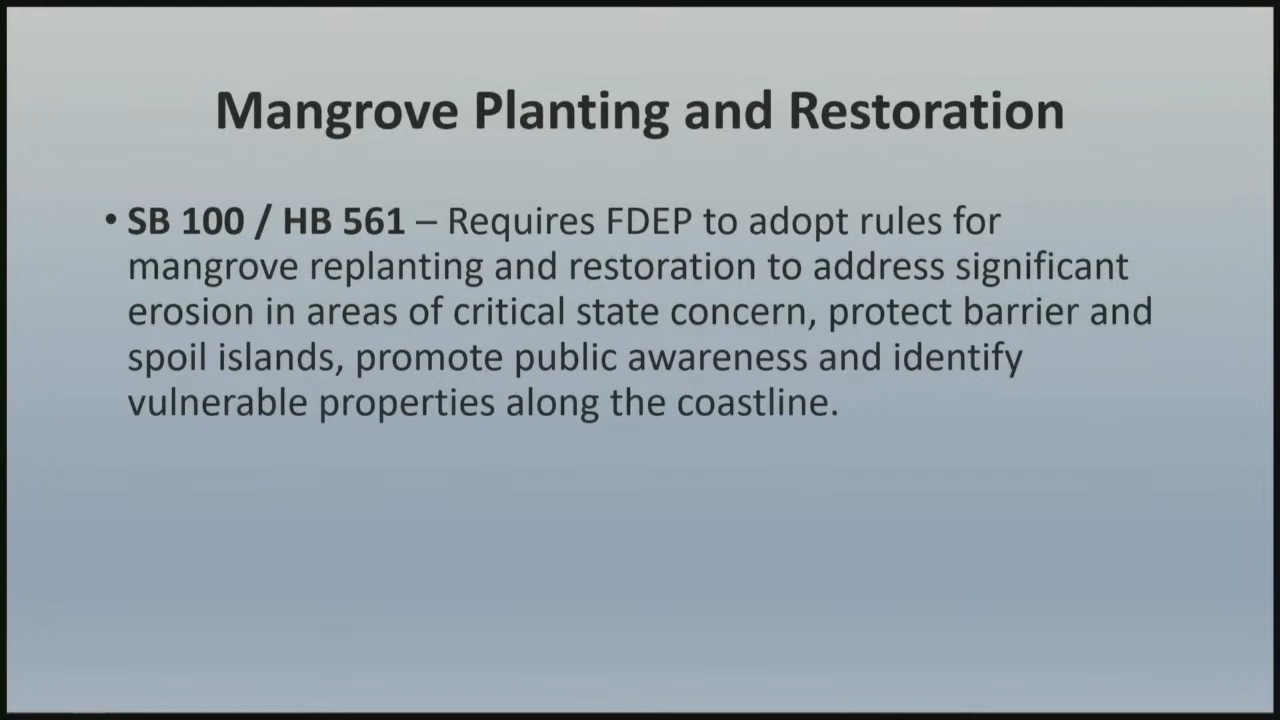 Mangrove Planting and Restoration
• SB 100 / HB 561 – Requires FDEP to adopt rules for
mangrove replanting and restoration to address significant
erosion in areas of critical state concern, protect barrier and
spoil islands, promote public awareness and identify
vulnerable properties along the coastline.